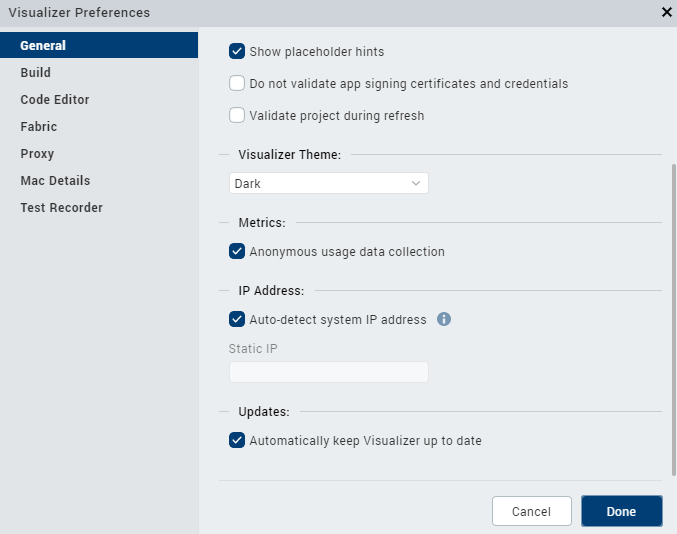 Visualizer Preferences
General
Build
Code Editor
Fabric
Proxy
Mac Details
Test Recorder
Show placeholder hints
Do not validate app signing certificates and credentials
Validate project during refresh
Visualizer Theme:
Dark
Metrics:
Anonymous usage data collection
IP Address:
Auto-detect system IP address
Static IP
Updates:
Automatically keep Visualizer up to date
Cancel Done